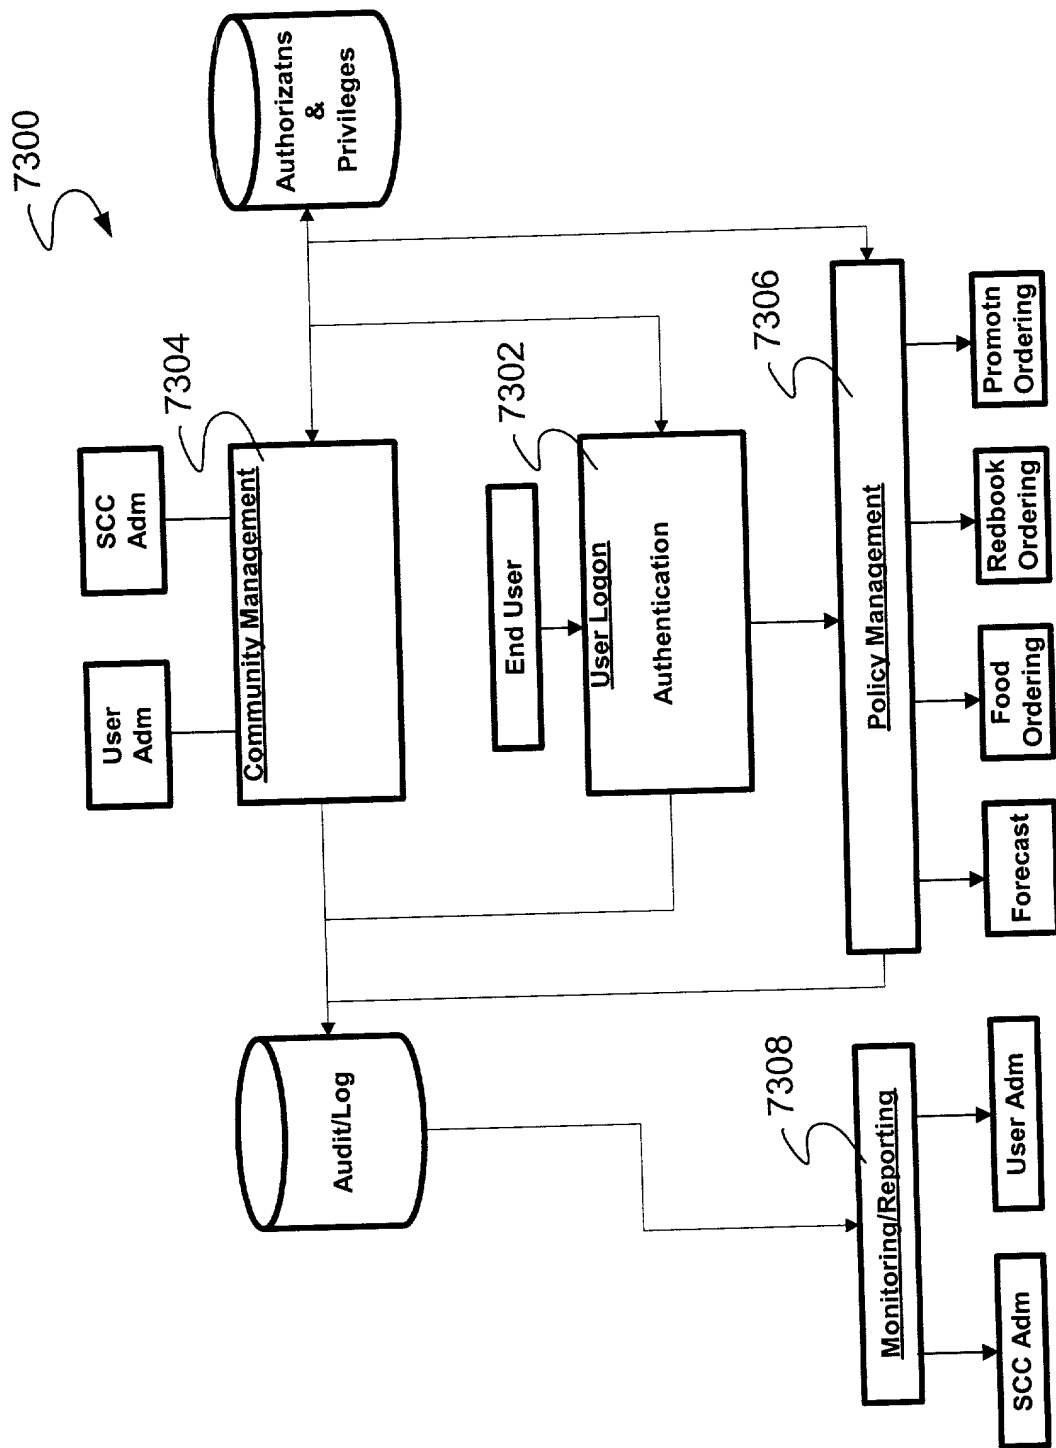 7300
User
Adm
SCC
Adm
7304
Community Management
Authorizatns
&
Privileges
Audit/Log
End User
7302
User Logon
Authentication
7306
Policy Management
7308
Monitoring/Reporting
SCC Adm
User Adm
Forecast
Food
Ordering
Redbook
Ordering
Promotn
Ordering